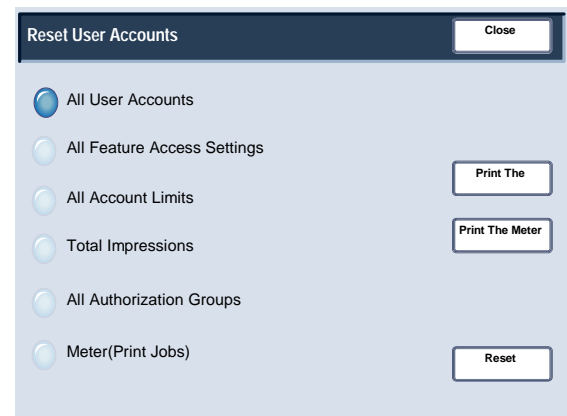 Reset User Accounts
Close
All User Accounts
All Feature Access Settings
Print The
All Account Limits
Print The Meter
Total Impressions
All Authorization Groups
Meter(Print Jobs)
Reset